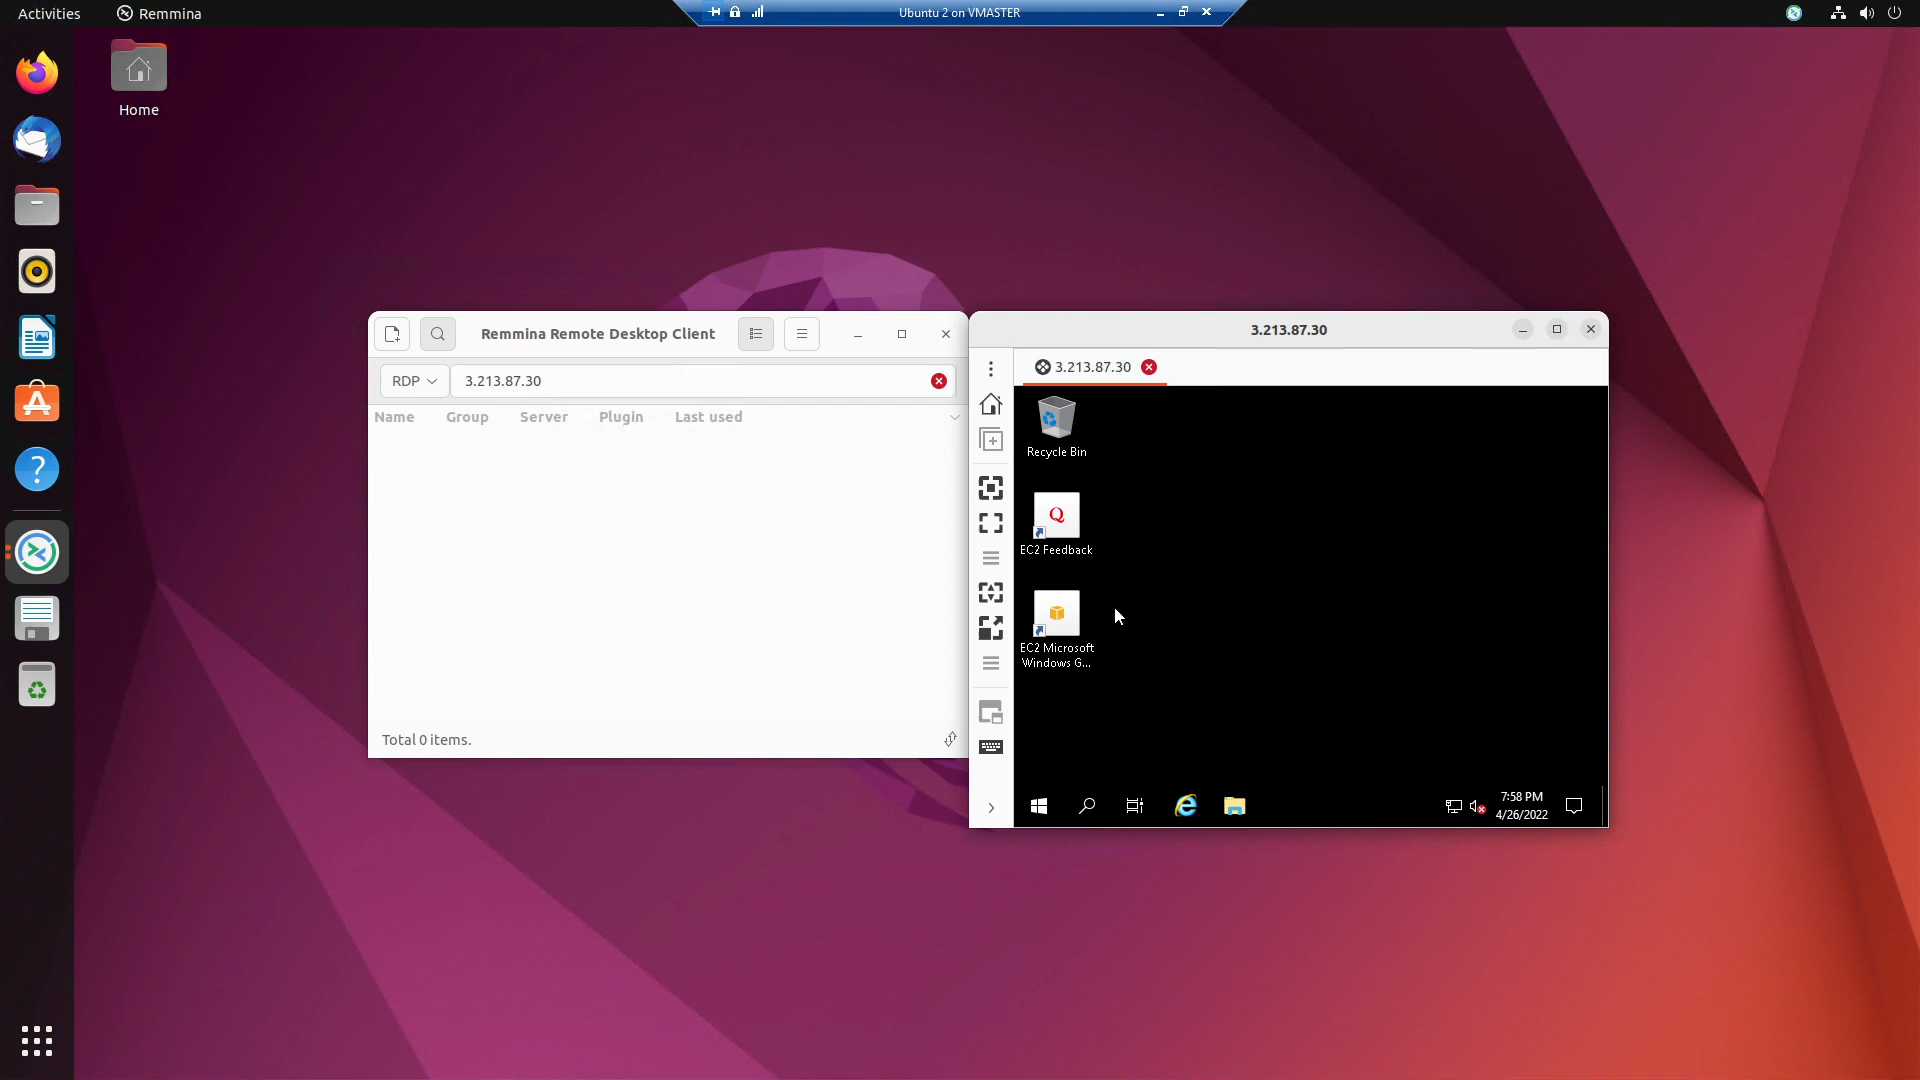 Activities
Remmina
Ubuntu 2 on VMASTER
Home
Remmina Remote Desktop Client
RDP
3.213.87.30
Name
Group
Server
Plugin
Last used
Total 0 items.
3.213.87.30
3.213.87.30
Recycle Bin
Q
EC2 Feedback
EC2 Microsoft
Windows G...
7:58 PM
4/26/2022